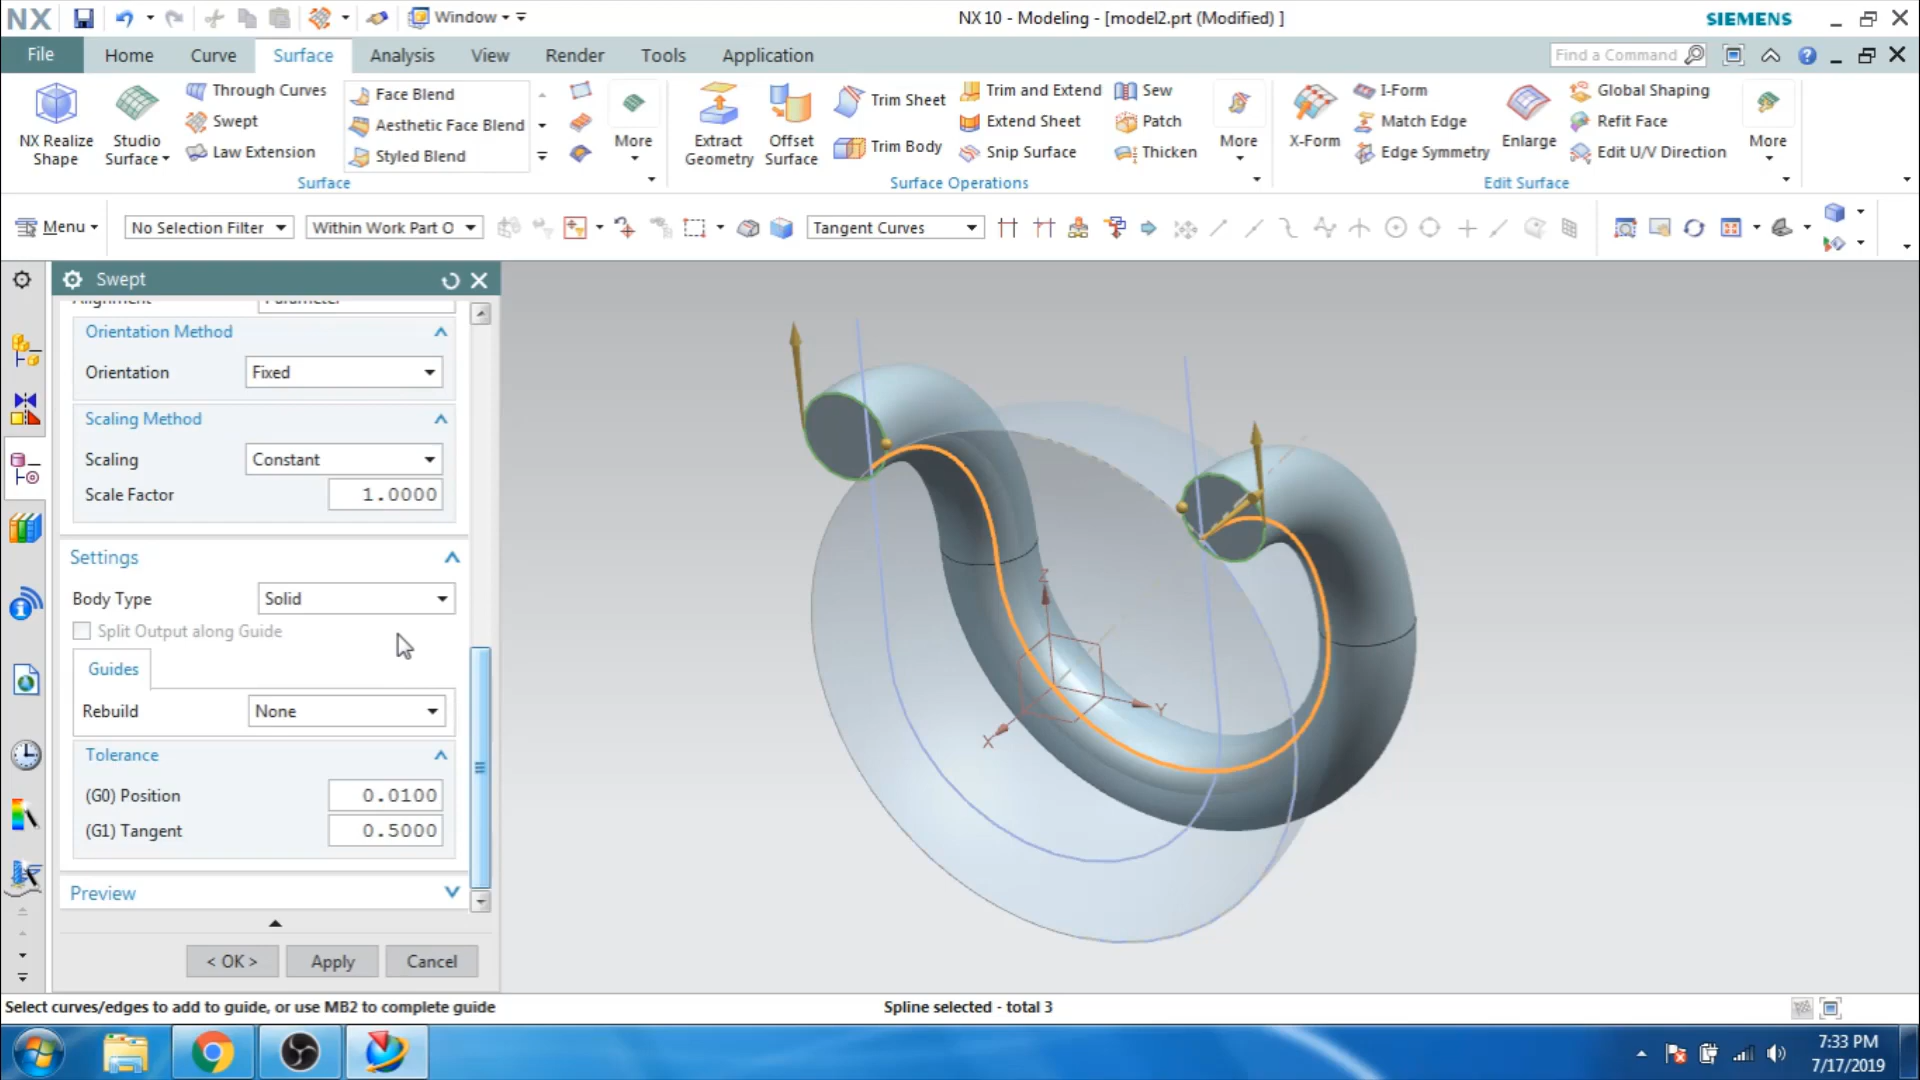 NX
Window
NX 10 - Modeling - [model2.prt (Modified) ]
SIEMENS
File
Home
Curve
Surface
Analysis
View
Render
Tools
Application
Find a Command
NX Realize Shape
Studio Surface
Through Curves
Swept
Law Extension
Face Blend
Aesthetic Face Blend
Styled Blend
More
Surface
Extract Geometry
Offset Surface
Trim Sheet
Trim Body
Trim and Extend
Extend Sheet
Snip Surface
Sew
Patch
Thicken
More
Surface Operations
X-Form
I-Form
Match Edge
Edge Symmetry
Enlarge
Global Shaping
Refit Face
Edit U/V Direction
More
Edit Surface
Menu
No Selection Filter
Within Work Part O
Tangent Curves
Swept
Alignment Parameter
Orientation Method
Orientation Fixed
Scaling Method
Scaling Constant
Scale Factor 1.0000
Settings
Body Type Solid
Split Output along Guide
Guides
Rebuild None
Tolerance
(G0) Position 0.0100
(G1) Tangent 0.5000
Preview
< OK > Apply Cancel
Z
Y
X
Select curves/edges to add to guide, or use MB2 to complete guide
Spline selected - total 3
7:33 PM
7/17/2019